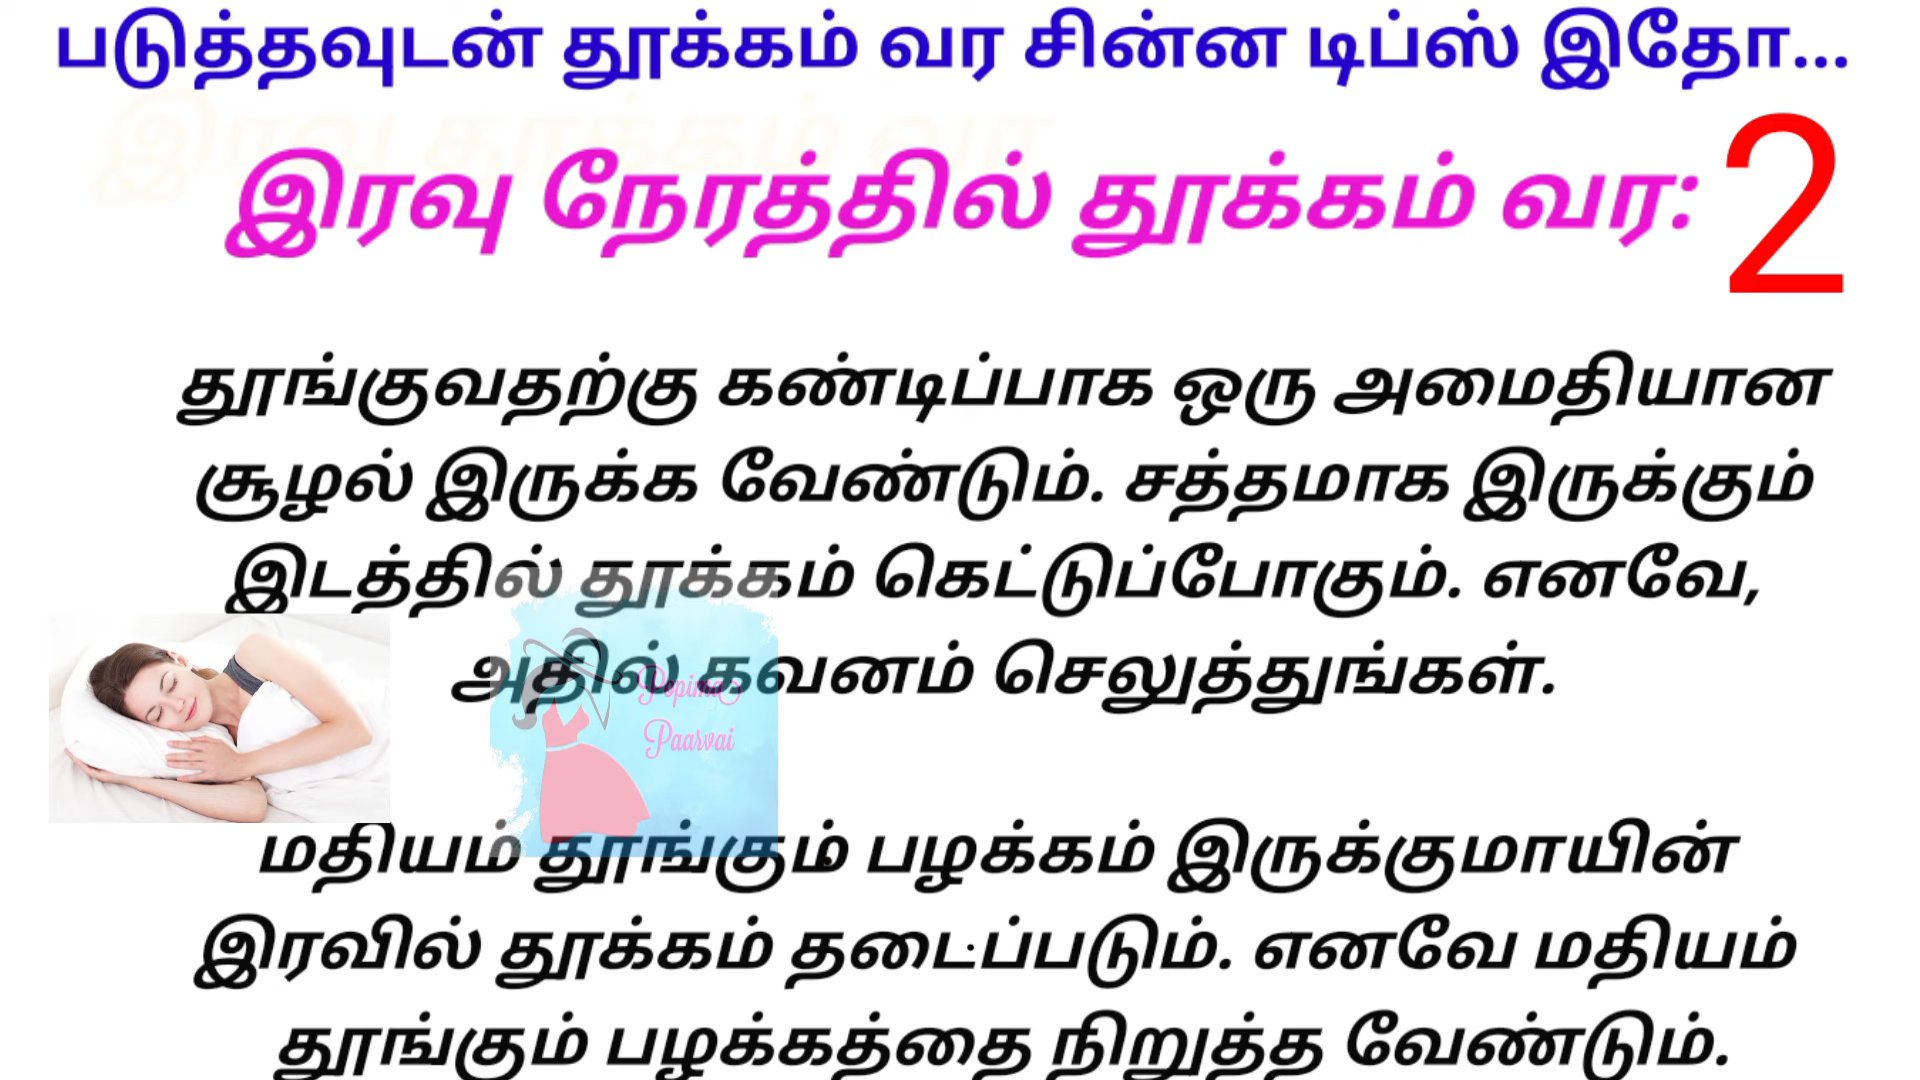 படுத்தவுடன் தூக்கம் வர சின்ன டிப்ஸ் இதோ...
இரவு நேரத்தில் தூக்கம் வர: 2
தூங்குவதற்கு கண்டிப்பாக ஒரு அமைதியான
சூழல் இருக்க வேண்டும். சத்தமாக இருக்கும்
இடத்தில் தூக்கம் கெட்டுப்போகும். எனவே,
அதில் கவனம் செலுத்துங்கள்.
Popima
Paarvai
மதியம் தூங்கும் பழக்கம் இருக்குமாயின்
இரவில் தூக்கம் தடைப்படும். எனவே மதியம்
தூங்கும் பழக்கத்தை நிறுத்த வேண்டும்.